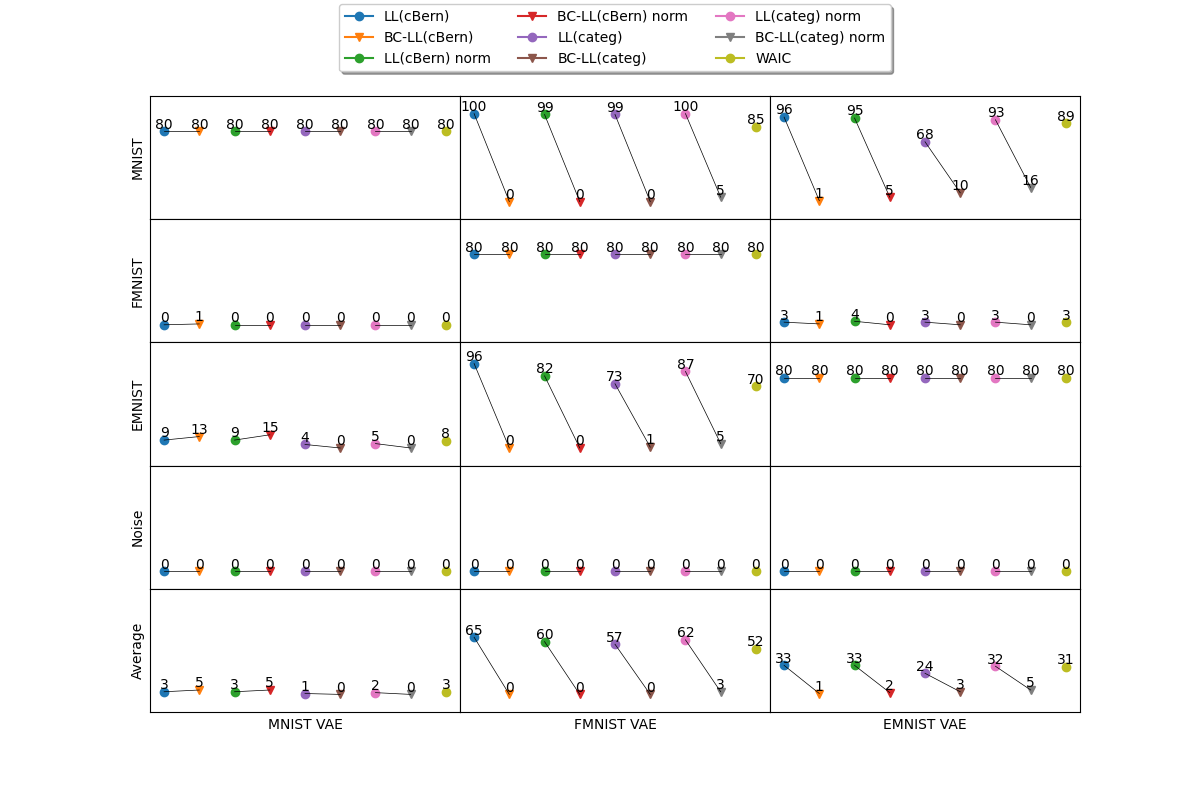 LL(cBern) BC-LL(cBern) norm LL(categ) norm
BC-LL(cBern) LL(categ) BC-LL(categ) norm
LL(cBern) norm BC-LL(categ) WAIC
MNIST
80 80 80 80 80 80 80 80 80
100 0 99 0 99 0 100 5 85
96 1 95 5 68 10 93 16 89
FMNIST
0 1 0 0 0 0 0 0 0
80 80 80 80 80 80 80 80 80
3 1 4 0 3 0 3 0 3
EMNIST
9 13 9 15 4 0 5 0 8
96 0 82 0 73 1 87 5 70
80 80 80 80 80 80 80 80 80
Noise
0 0 0 0 0 0 0 0 0
0 0 0 0 0 0 0 0 0
0 0 0 0 0 0 0 0 0
Average
3 5 3 5 1 0 2 0 3
65 0 60 0 57 0 62 3 52
33 1 33 2 24 3 32 5 31
MNIST VAE FMNIST VAE EMNIST VAE